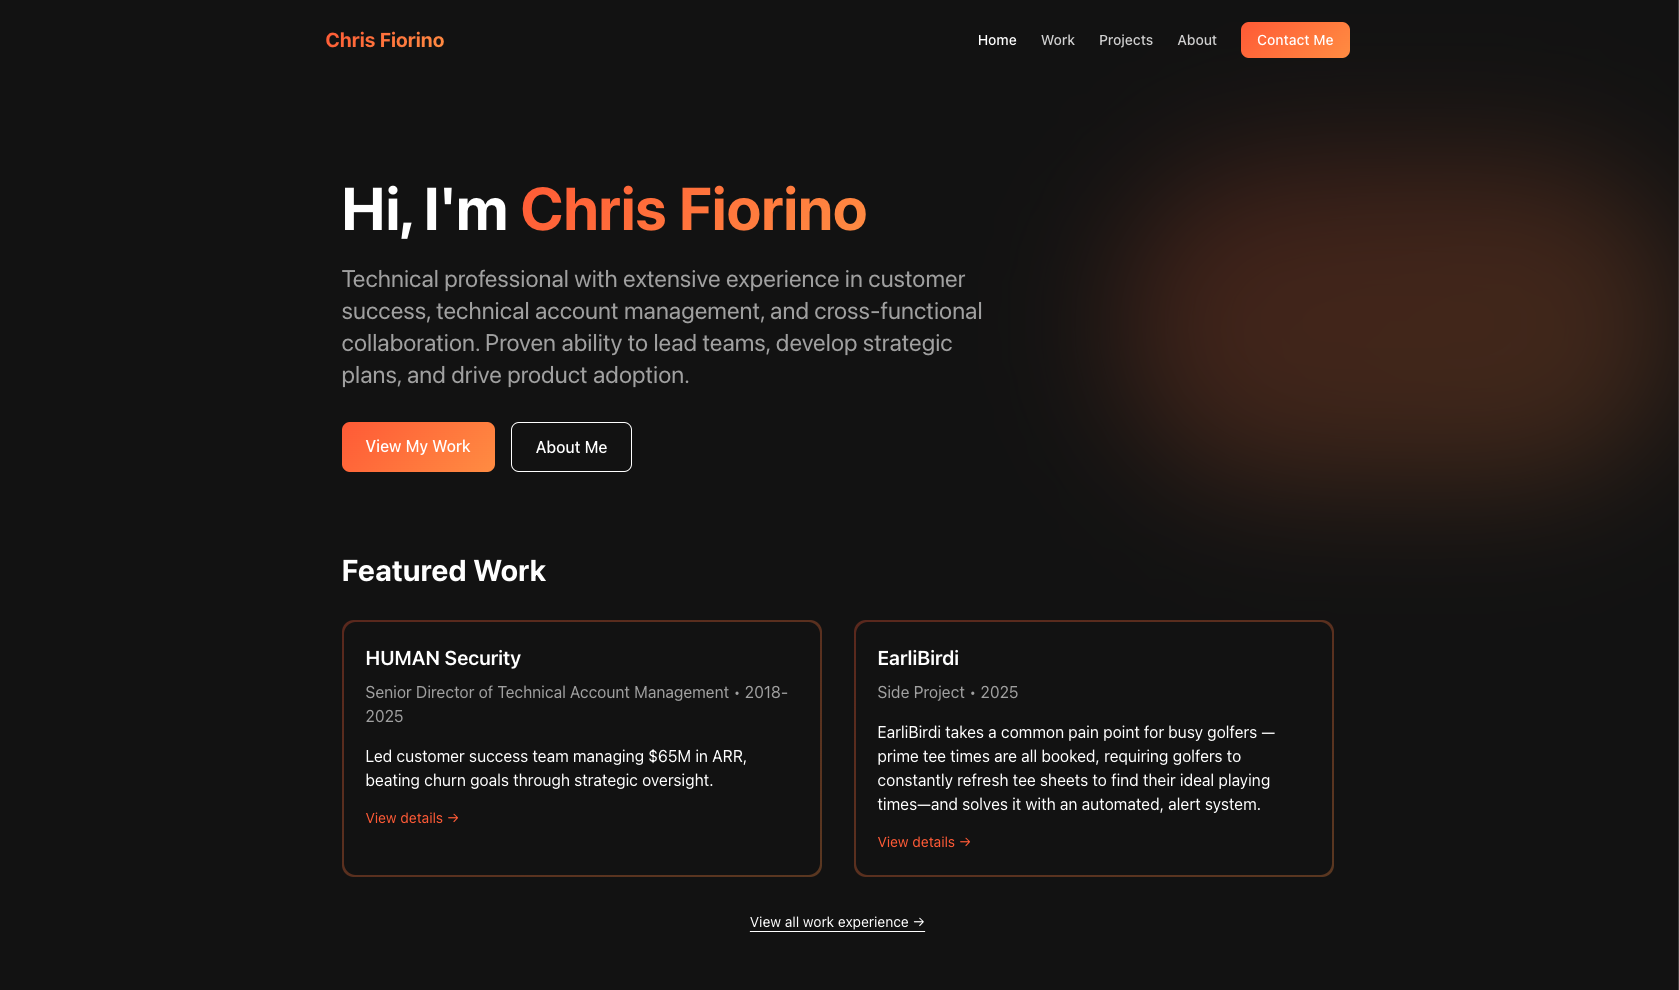 Chris Fiorino
Home Work Projects About Contact Me
Hi, I'm Chris Fiorino
Technical professional with extensive experience in customer
success, technical account management, and cross-functional
collaboration. Proven ability to lead teams, develop strategic
plans, and drive product adoption.
View My Work About Me
Featured Work
HUMAN Security
Senior Director of Technical Account Management • 2018-
2025
Led customer success team managing $65M in ARR,
beating churn goals through strategic oversight.
View details →
EarliBirdi
Side Project • 2025
EarliBirdi takes a common pain point for busy golfers —
prime tee times are all booked, requiring golfers to
constantly refresh tee sheets to find their ideal playing
times—and solves it with an automated, alert system.
View details →
View all work experience →